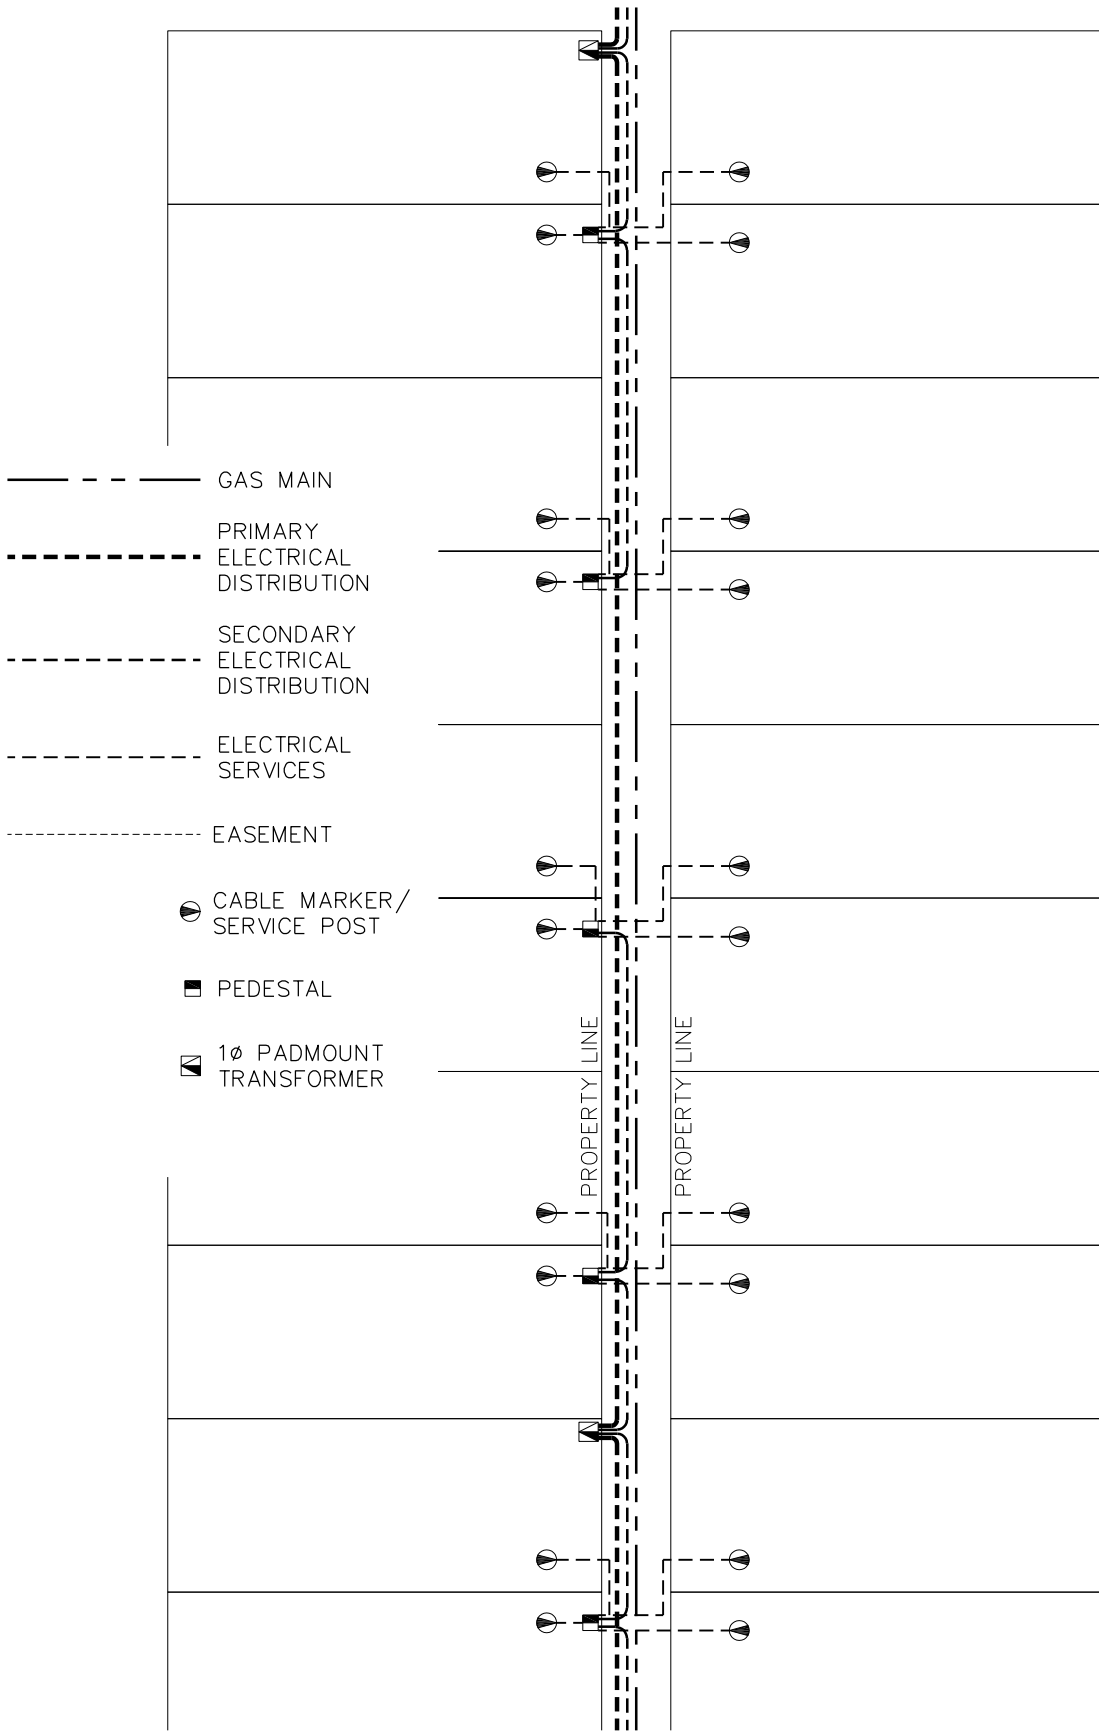 GAS MAIN
PRIMARY
ELECTRICAL
DISTRIBUTION
SECONDARY
ELECTRICAL
DISTRIBUTION
ELECTRICAL
SERVICES
EASEMENT
CABLE MARKER/
SERVICE POST
PEDESTAL
1ø PADMOUNT
TRANSFORMER
PROPERTY LINE
PROPERTY LINE